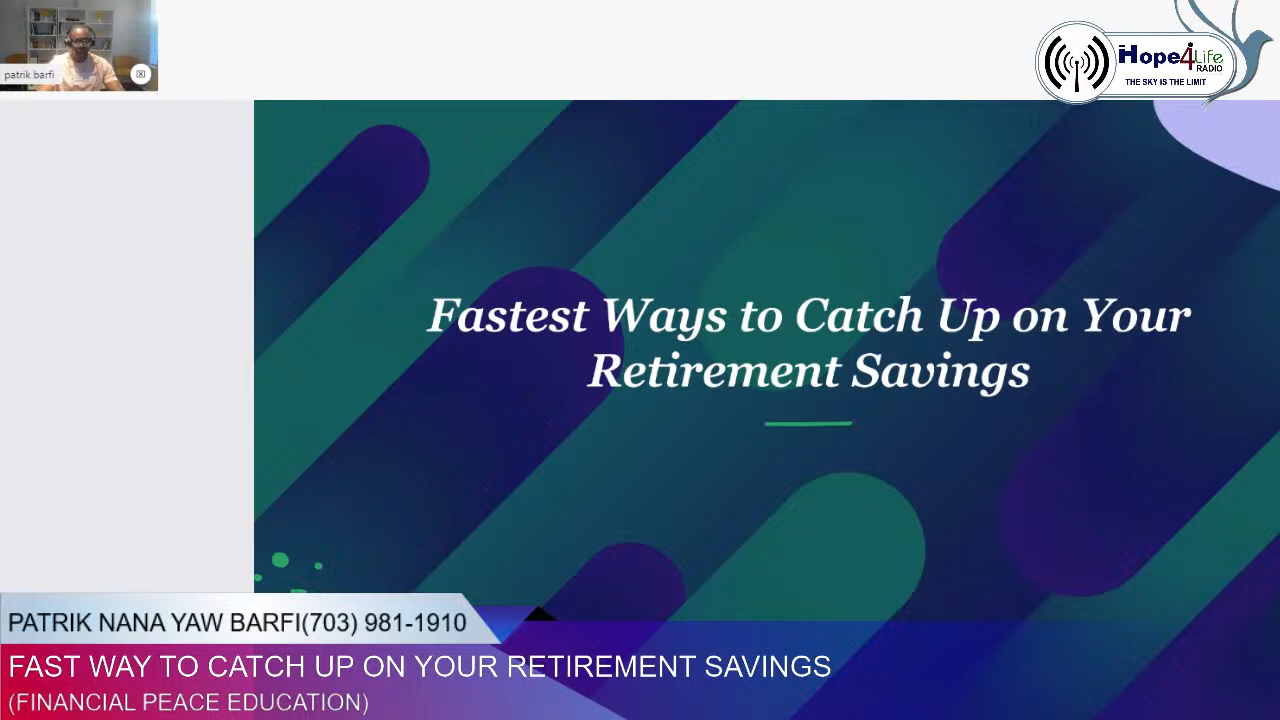 patrik barfi
Hope4Life
RADIO
THE SKY IS THE LIMIT
Fastest Ways to Catch Up on Your
Retirement Savings
PATRIK NANA YAW BARFI(703) 981-1910
FAST WAY TO CATCH UP ON YOUR RETIREMENT SAVINGS
(FINANCIAL PEACE EDUCATION)